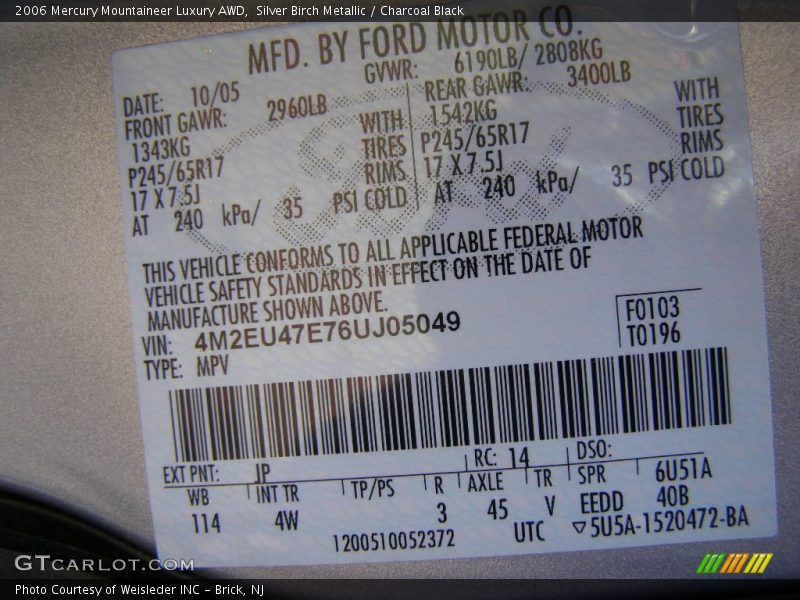 2006 Mercury Mountaineer Luxury AWD, Silver Birch Metallic / Charcoal Black
MFD. BY FORD MOTOR CO.
DATE: 10/05 GVWR: 6190LB/ 2808KG
FRONT GAWR: 2960LB REAR GAWR: 3400LB
1343KG WITH 1542KG WITH
P245/65R17 TIRES P245/65R17 TIRES
17 X 7.5J RIMS 17 X 7.5J RIMS
AT 240 kPa/ 35 PSI COLD AT 240 kPa/ 35 PSI COLD
THIS VEHICLE CONFORMS TO ALL APPLICABLE FEDERAL MOTOR
VEHICLE SAFETY STANDARDS IN EFFECT ON THE DATE OF
MANUFACTURE SHOWN ABOVE.
VIN: 4M2EU47E76UJ05049
F0103
T0196
TYPE: MPV
EXT PNT: JP RC: 14 DSO:
WB INT TR TP/PS R AXLE TR SPR 6U51A
114 4W 3 45 V EEDD 40B
1200510052372 UTC ▽5U5A-1520472-BA
GTCARLOT.COM
Photo Courtesy of Weisleder INC – Brick, NJ